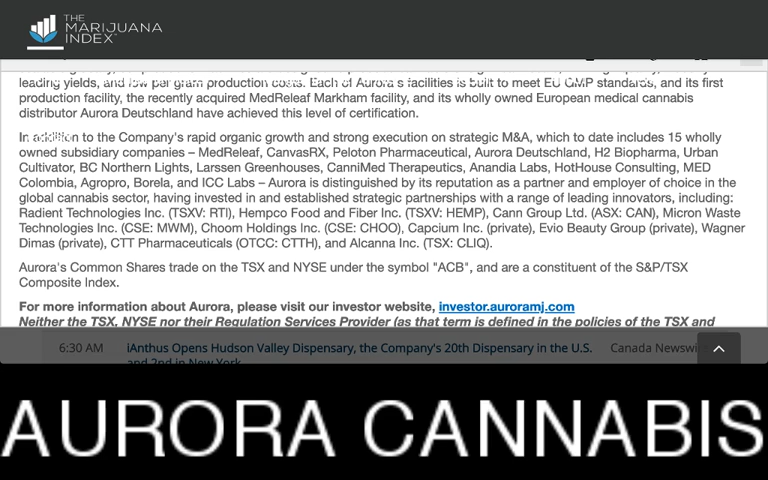 THE
MARIJUANA
INDEX
leading yields, and low per gram production costs. Each of Aurora's facilities is built to meet EU GMP standards, and its first
production facility, the recently acquired MedReleaf Markham facility, and its wholly owned European medical cannabis
distributor Aurora Deutschland have achieved this level of certification.
In addition to the Company's rapid organic growth and strong execution on strategic M&A, which to date includes 15 wholly
owned subsidiary companies – MedReleaf, CanvasRX, Peloton Pharmaceutical, Aurora Deutschland, H2 Biopharma, Urban
Cultivator, BC Northern Lights, Larssen Greenhouses, CanniMed Therapeutics, Anandia Labs, HotHouse Consulting, MED
Colombia, Agropro, Borela, and ICC Labs – Aurora is distinguished by its reputation as a partner and employer of choice in the
global cannabis sector, having invested in and established strategic partnerships with a range of leading innovators, including:
Radient Technologies Inc. (TSXV: RTI), Hempco Food and Fiber Inc. (TSXV: HEMP), Cann Group Ltd. (ASX: CAN), Micron Waste
Technologies Inc. (CSE: MWM), Choom Holdings Inc. (CSE: CHOO), Capcium Inc. (private), Evio Beauty Group (private), Wagner
Dimas (private), CTT Pharmaceuticals (OTCC: CTTH), and Alcanna Inc. (TSX: CLIQ).
Aurora's Common Shares trade on the TSX and NYSE under the symbol "ACB", and are a constituent of the S&P/TSX
Composite Index.
For more information about Aurora, please visit our investor website, investor.auroramj.com
Neither the TSX, NYSE nor their Regulation Services Provider (as that term is defined in the policies of the TSX and
6:30 AM iAnthus Opens Hudson Valley Dispensary, the Company's 20th Dispensary in the U.S. Canada Newswi
and 2nd in New York
AURORA CANNABIS